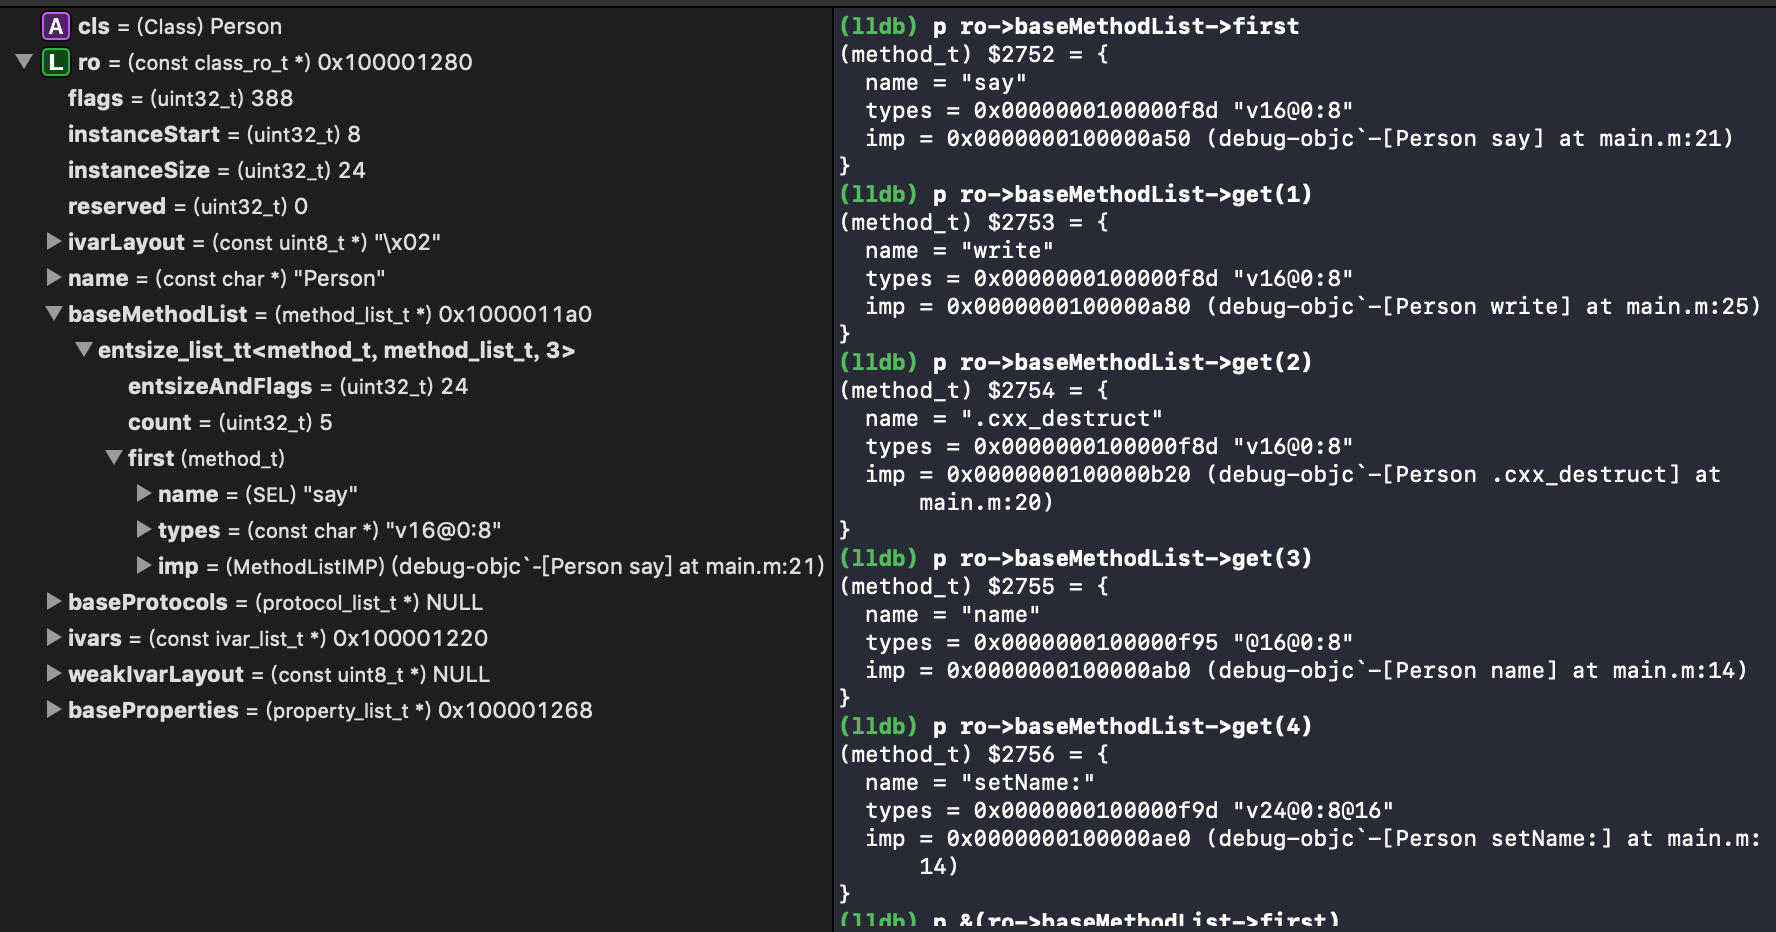 A cls = (Class) Person
L ro = (const class_ro_t *) 0x100001280
flags = (uint32_t) 388
instanceStart = (uint32_t) 8
instanceSize = (uint32_t) 24
reserved = (uint32_t) 0
ivarLayout = (const uint8_t *) "\x02"
name = (const char *) "Person"
baseMethodList = (method_list_t *) 0x1000011a0
entsize_list_tt<method_t, method_list_t, 3>
entsizeAndFlags = (uint32_t) 24
count = (uint32_t) 5
first (method_t)
name = (SEL) "say"
types = (const char *) "v16@0:8"
imp = (MethodListIMP) (debug-objc`-[Person say] at main.m:21)
baseProtocols = (protocol_list_t *) NULL
ivars = (const ivar_list_t *) 0x100001220
weakIvarLayout = (const uint8_t *) NULL
baseProperties = (property_list_t *) 0x100001268
(lldb) p ro->baseMethodList->first
(method_t) $2752 = {
  name = "say"
  types = 0x0000000100000f8d "v16@0:8"
  imp = 0x0000000100000a50 (debug-objc`-[Person say] at main.m:21)
}
(lldb) p ro->baseMethodList->get(1)
(method_t) $2753 = {
  name = "write"
  types = 0x0000000100000f8d "v16@0:8"
  imp = 0x0000000100000a80 (debug-objc`-[Person write] at main.m:25)
}
(lldb) p ro->baseMethodList->get(2)
(method_t) $2754 = {
  name = ".cxx_destruct"
  types = 0x0000000100000f8d "v16@0:8"
  imp = 0x0000000100000b20 (debug-objc`-[Person .cxx_destruct] at
      main.m:20)
}
(lldb) p ro->baseMethodList->get(3)
(method_t) $2755 = {
  name = "name"
  types = 0x0000000100000f95 "@16@0:8"
  imp = 0x0000000100000ab0 (debug-objc`-[Person name] at main.m:14)
}
(lldb) p ro->baseMethodList->get(4)
(method_t) $2756 = {
  name = "setName:"
  types = 0x0000000100000f9d "v24@0:8@16"
  imp = 0x0000000100000ae0 (debug-objc`-[Person setName:] at main.m:
      14)
}
(lldb) p &(ro->baseMethodList->first)